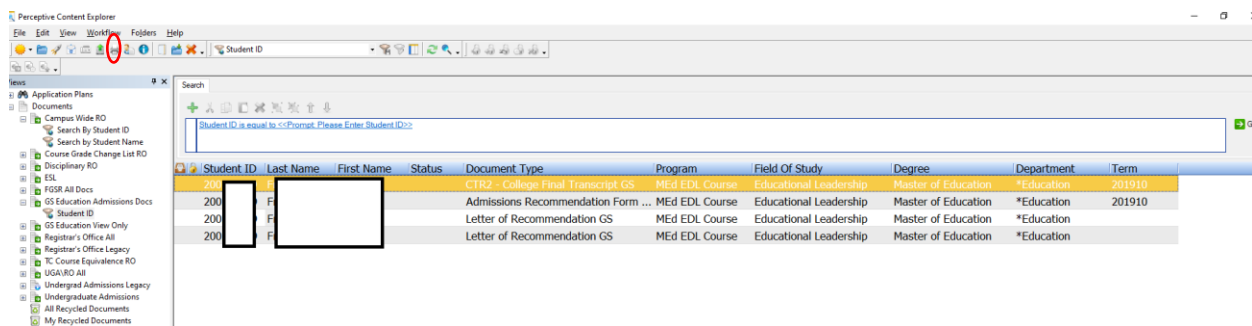 Perceptive Content Explorer
File Edit View Workflow Folders Help
Student ID
Views
Search
Application Plans
Documents
Campus Wide RO
Search By Student ID
Search By Student Name
Course Grade Change List RO
Disciplinary RO
ESL
FGSR All Docs
GS Education Admissions Docs
Student ID
GS Education View Only
Registrar's Office All
Registrar's Office Legacy
TC Course Equivalence RO
UGA\RO All
Undergrad Admissions Legacy
Undergraduate Admissions
All Recycled Documents
My Recycled Documents
Student ID is equal to <<Prompt: Please Enter Student ID>>
G
Student ID Last Name First Name Status Document Type Program Field Of Study Degree Department Term
200 F CTR2 - College Final Transcript GS MEd EDL Course Educational Leadership Master of Education *Education 201910
200 F Admissions Recommendation Form ... MEd EDL Course Educational Leadership Master of Education *Education 201910
200 F Letter of Recommendation GS MEd EDL Course Educational Leadership Master of Education *Education
200 F Letter of Recommendation GS MEd EDL Course Educational Leadership Master of Education *Education